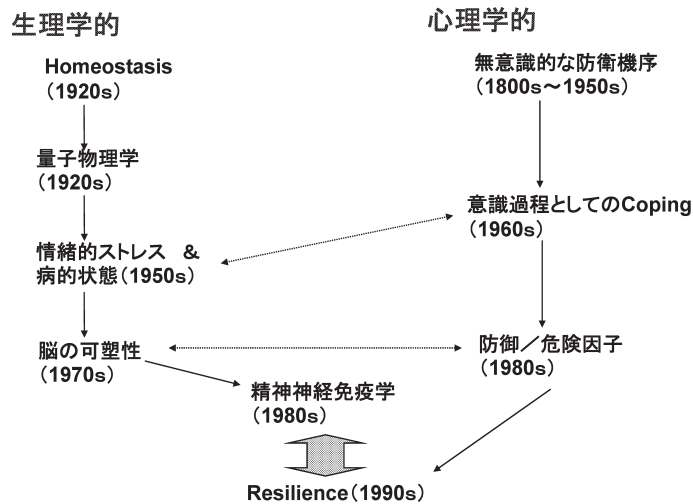 生理学的
Homeostasis
（1920s）
量子物理学
（1920s）
情緒的ストレス　＆
病的状態（1950s）
脳の可塑性
（1970s）
精神神経免疫学
（1980s）
Resilience（1990s）
心理学的
無意識的な防衛機序
（1800s～1950s）
意識過程としてのCoping
（1960s）
防御／危険因子
（1980s）